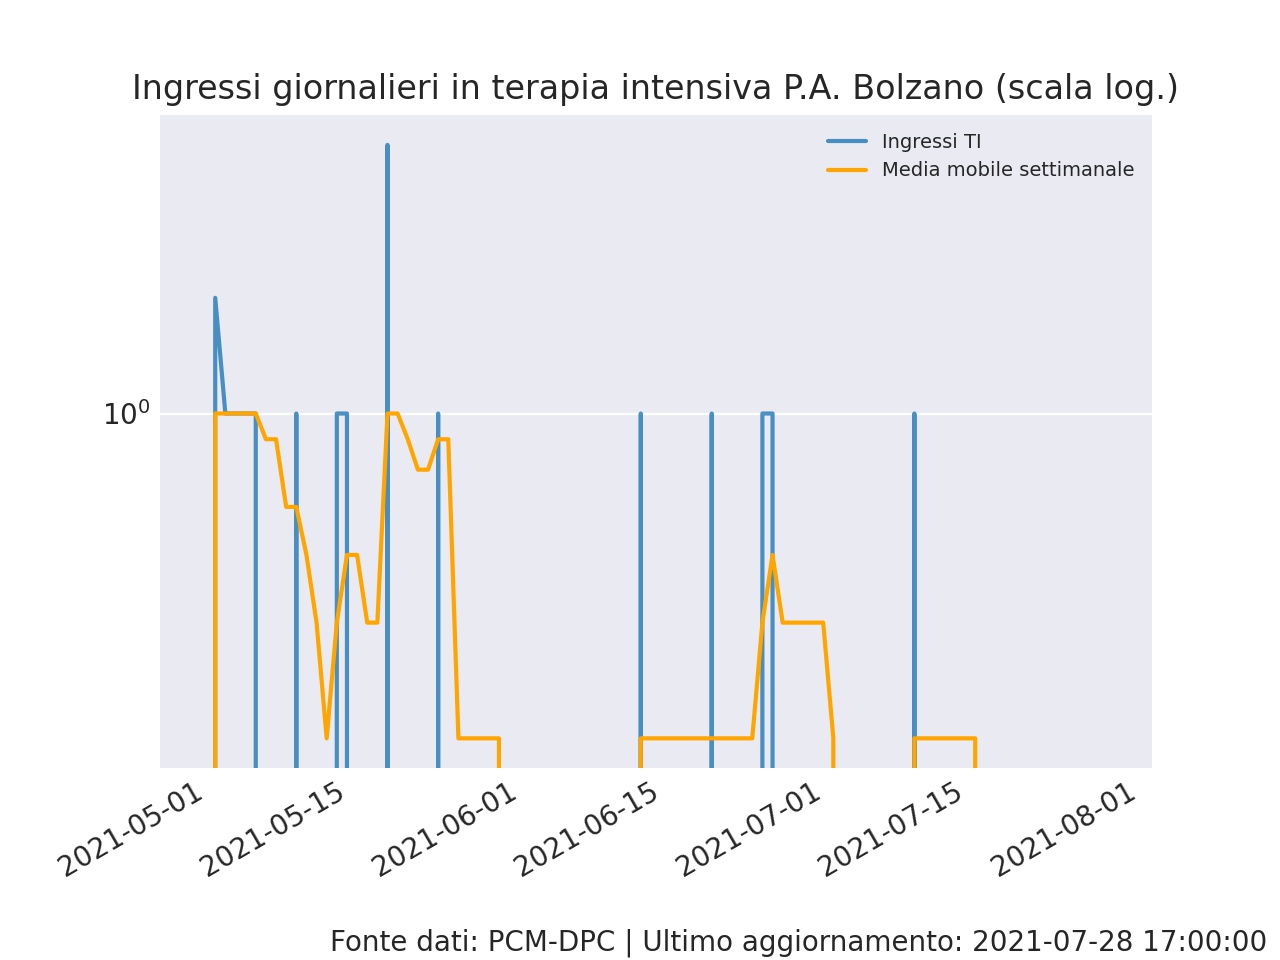 Ingressi giornalieri in terapia intensiva P.A. Bolzano (scala log.)
Ingressi TI
Media mobile settimanale
10⁰
2021-05-01
2021-05-15
2021-06-01
2021-06-15
2021-07-01
2021-07-15
2021-08-01
Fonte dati: PCM-DPC | Ultimo aggiornamento: 2021-07-28 17:00:00